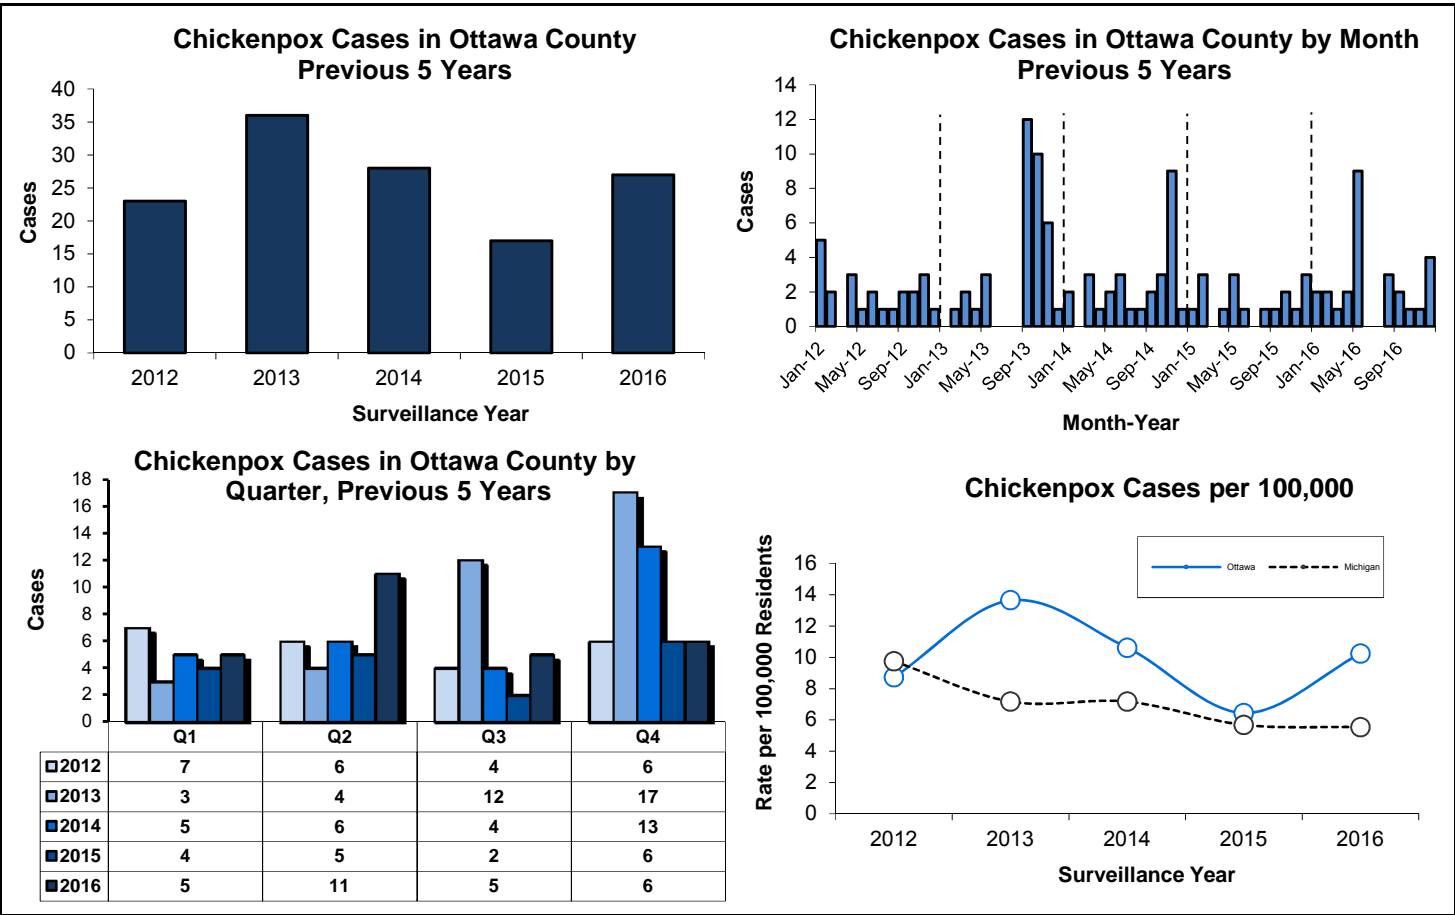 Chickenpox Cases in Ottawa County
Previous 5 Years
40
35
30
25
20
15
10
5
0
Cases
2012 2013 2014 2015 2016
Surveillance Year
Chickenpox Cases in Ottawa County by Month
Previous 5 Years
14
12
10
8
6
4
2
0
Cases
Jan-12 May-12 Sep-12 Jan-13 May-13 Sep-13 Jan-14 May-14 Sep-14 Jan-15 May-15 Sep-15 Jan-16 May-16 Sep-16
Month-Year
Chickenpox Cases in Ottawa County by
Quarter, Previous 5 Years
18
16
14
12
10
8
6
4
2
0
Cases
Q1 Q2 Q3 Q4
2012 7 6 4 6
2013 3 4 12 17
2014 5 6 4 13
2015 4 5 2 6
2016 5 11 5 6
Chickenpox Cases per 100,000
Ottawa Michigan
16
14
12
10
8
6
4
2
0
Rate per 100,000 Residents
2012 2013 2014 2015 2016
Surveillance Year